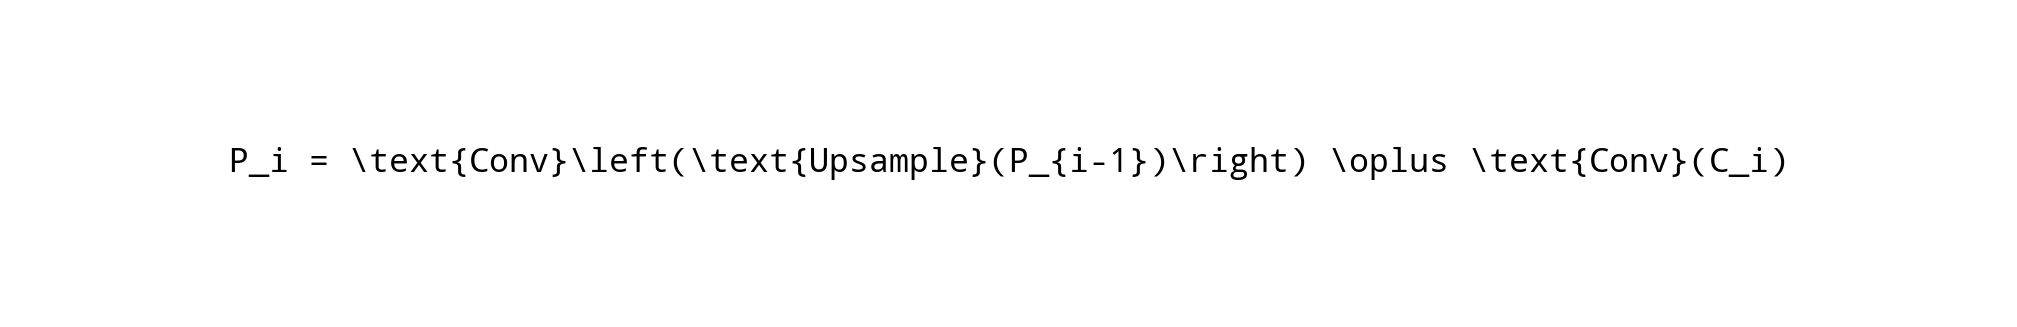 P_i = \text{Conv}\left(\text{Upsample}(P_{i-1})\right) \oplus \text{Conv}(C_i)